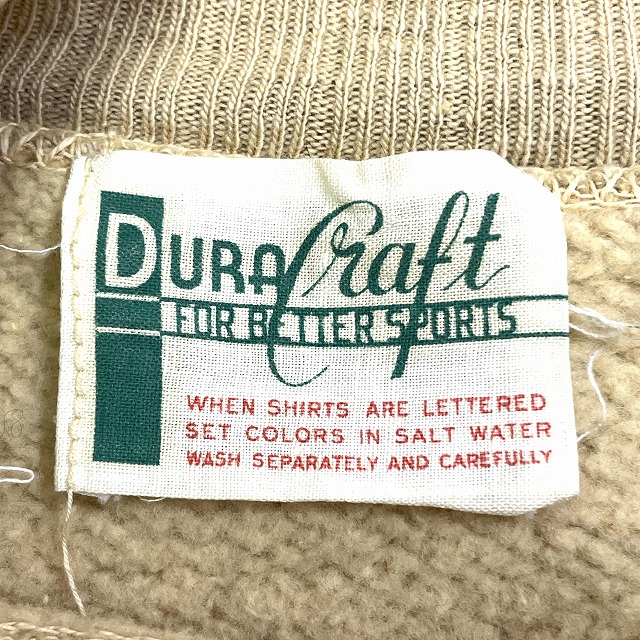 DURACraft
FOR BETTER SPORTS
WHEN SHIRTS ARE LETTERED
SET COLORS IN SALT WATER
WASH SEPARATELY AND CAREFULLY